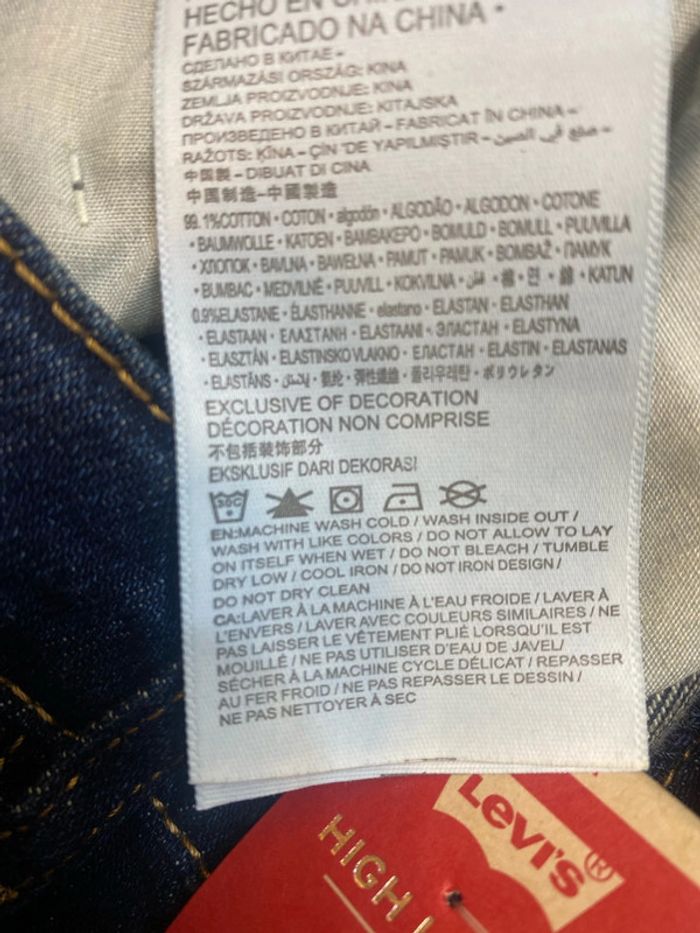 HECHO EN
FABRICADO NA CHINA •
СДЕЛАНО В КИТАЕ –
SZÁRMAZÁSI ORSZÁG: KINA
ZEMLJA PROIZVODNJE: KINA
DRŽAVA PROIZVODNJE: KITAJSKA
ПРОИЗВЕДЕНО В КИТАЙ – FABRICAT ÎN CHINA –
RAŽOTS: ĶĪNA – ÇİN 'DE YAPILMIŞTIR – صنع في الصين –
中国製 – DIBUAT DI CINA
中国制造–中國製造
99.1%COTTON • COTON • algodón • ALGODÃO • ALGODON • COTONE
• BAUMWOLLE • KATOEN • ΒΑΜΒΑΚΕΡΟ • BOMULD • BOMULL • PUUVILLA
• ХЛОПОК • BAVLNA • BAWEŁNA • PAMUT • PAMUK • BOMBAŽ • ПАМУК
• BUMBAC • MEDVILNĖ • PUUVILL • KOKVILNA • قطن • 棉 • 면 • 綿 • KATUN
0.9%ELASTANE • ÉLASTHANNE • elastano • ELASTAN • ELASTHAN
• ELASTAAN • ΕΛΑΣΤΑΝΗ • ELASTAANI • ЭЛАСТАН • ELASTYNA
• ELASZTÁN • ELASTINSKO VLAKNO • ЕЛАСТАН • ELASTIN • ELASTANAS
• ELASTĀNS • • 氨纶 • 彈性纖維 • 폴리우레탄 • ポリウレタン
EXCLUSIVE OF DECORATION
DÉCORATION NON COMPRISE
不包括装饰部分
EKSKLUSIF DARI DEKORASI
30C
EN:MACHINE WASH COLD / WASH INSIDE OUT /
WASH WITH LIKE COLORS / DO NOT ALLOW TO LAY
ON ITSELF WHEN WET / DO NOT BLEACH / TUMBLE
DRY LOW / COOL IRON / DO NOT IRON DESIGN /
DO NOT DRY CLEAN
CA:LAVER À LA MACHINE À L'EAU FROIDE / LAVER À
L'ENVERS / LAVER AVEC COULEURS SIMILAIRES / NE
PAS LAISSER LE VÊTEMENT PLIÉ LORSQU'IL EST
MOUILLÉ / NE PAS UTILISER D'EAU DE JAVEL/
SÉCHER À LA MACHINE CYCLE DÉLICAT / REPASSER
AU FER FROID / NE PAS REPASSER LE DESSIN /
NE PAS NETTOYER À SEC
Levi's®
HIGH